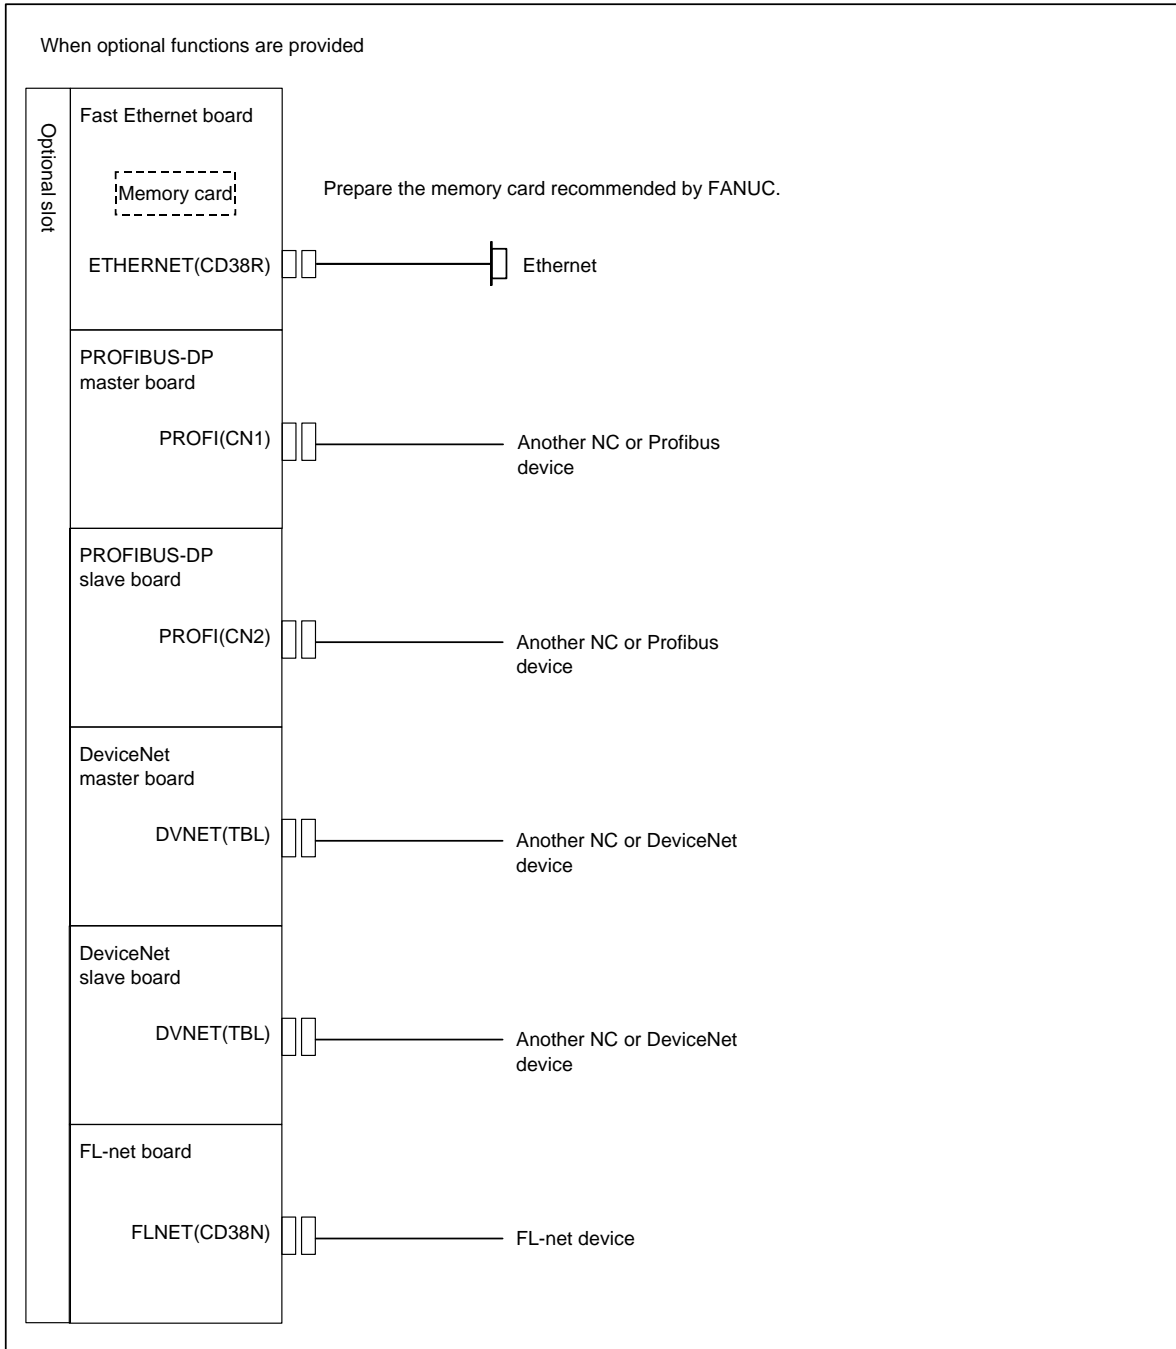 When optional functions are provided
Optional slot
Fast Ethernet board
Memory card
Prepare the memory card recommended by FANUC.
ETHERNET(CD38R)
Ethernet
PROFIBUS-DP
master board
PROFI(CN1)
Another NC or Profibus
device
PROFIBUS-DP
slave board
PROFI(CN2)
Another NC or Profibus
device
DeviceNet
master board
DVNET(TBL)
Another NC or DeviceNet
device
DeviceNet
slave board
DVNET(TBL)
Another NC or DeviceNet
device
FL-net board
FLNET(CD38N)
FL-net device